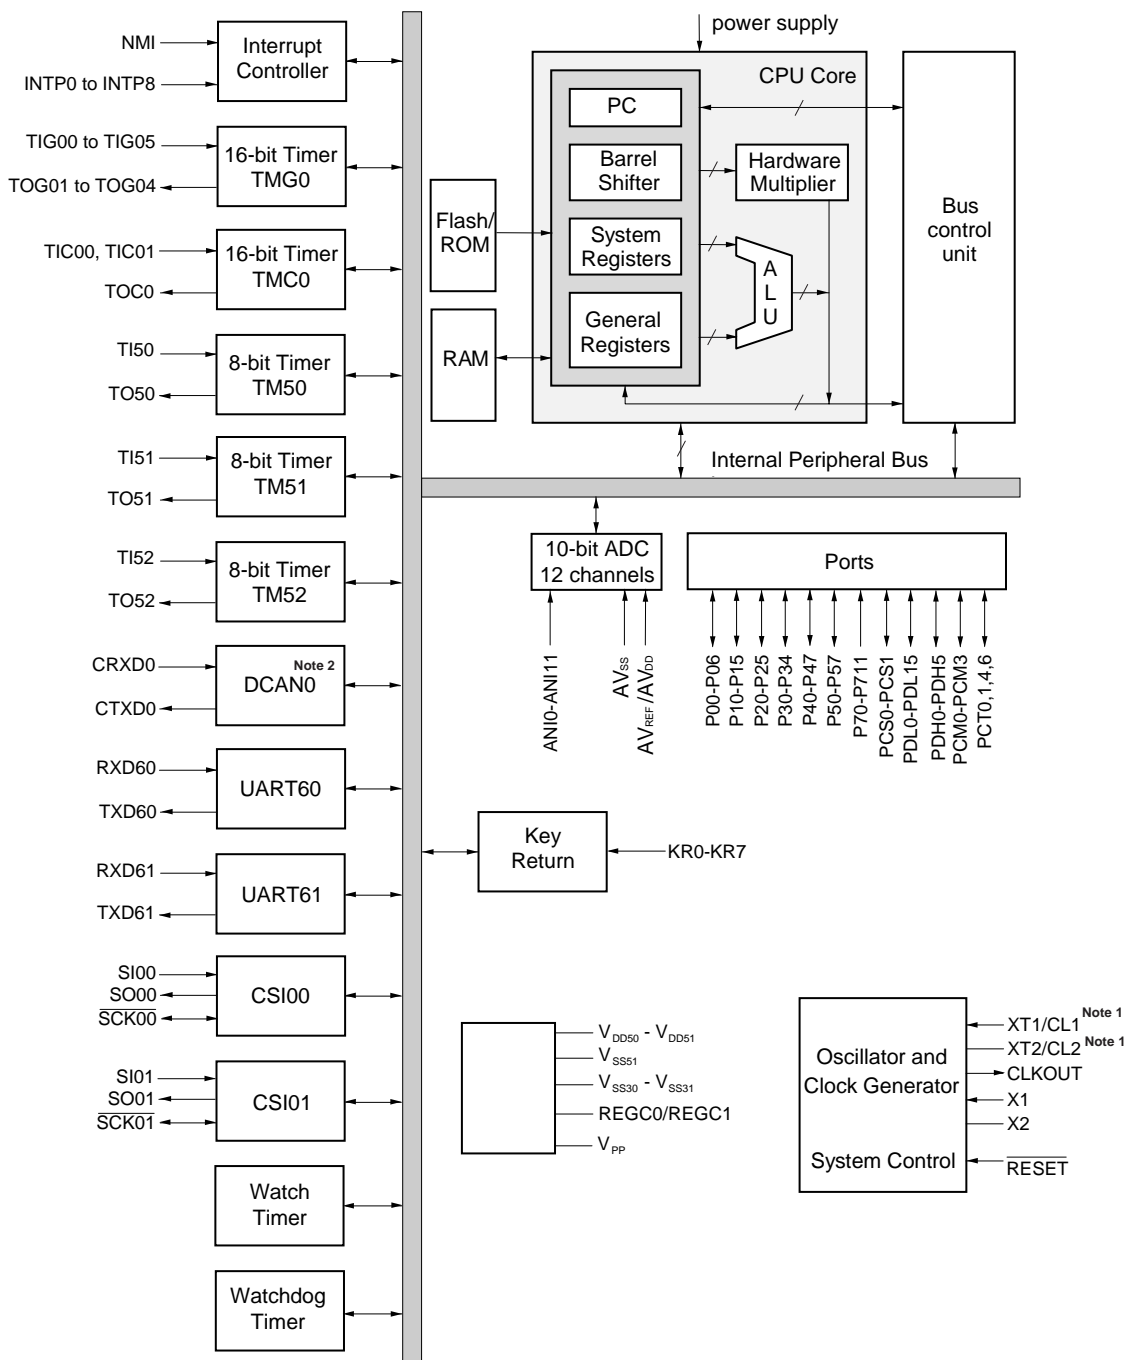 power supply
NMI
INTP0 to INTP8
Interrupt
Controller
TIG00 to TIG05
TOG01 to TOG04
16-bit Timer
TMG0
TIC00, TIC01
TOC0
16-bit Timer
TMC0
TI50
TO50
8-bit Timer
TM50
TI51
TO51
8-bit Timer
TM51
TI52
TO52
8-bit Timer
TM52
CRXD0
CTXD0
Note 2
DCAN0
RXD60
TXD60
UART60
RXD61
TXD61
UART61
SI00
SO00
SCK00
CSI00
SI01
SO01
SCK01
CSI01
Watch
Timer
Watchdog
Timer
Flash/
ROM
RAM
CPU Core
PC
Barrel
Shifter
System
Registers
General
Registers
Hardware
Multiplier
A
L
U
Bus
control
unit
Internal Peripheral Bus
10-bit ADC
12 channels
ANI0-ANI11
AVSS
AVREF/AVDD
Ports
P00-P06
P10-P15
P20-P25
P30-P34
P40-P47
P50-P57
P70-P711
PCS0-PCS1
PDL0-PDL15
PDH0-PDH5
PCM0-PCM3
PCT0,1,4,6
Key
Return
KR0-KR7
VDD50 - VDD51
VSS51
VSS30 - VSS31
REGC0/REGC1
VPP
Oscillator and
Clock Generator
System Control
XT1/CL1 Note 1
XT2/CL2 Note 1
CLKOUT
X1
X2
RESET